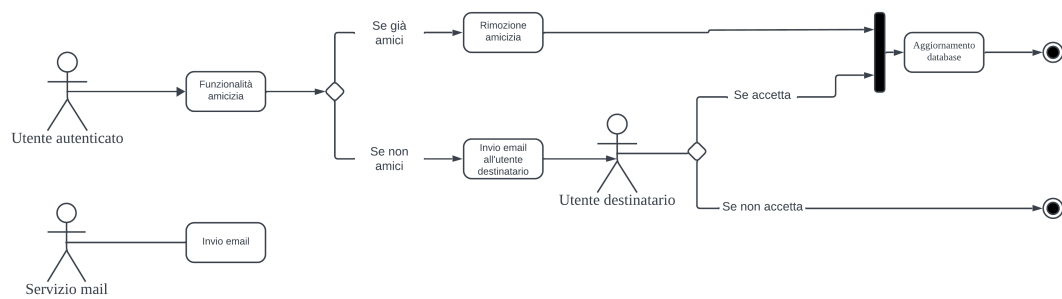 Se già
amici
Rimozione
amicizia
Aggiornamento
database
Funzionalità
amicizia
Se accetta
Utente autenticato
Se non
amici
Invio email
all'utente
destinatario
Utente destinatario
Se non accetta
Invio email
Servizio mail